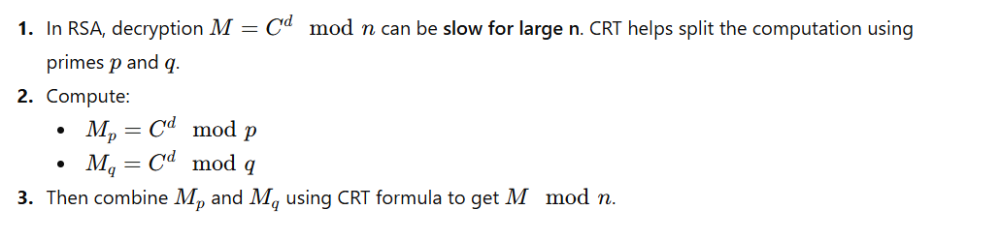 1. In RSA, decryption M = C^d mod n can be slow for large n. CRT helps split the computation using
primes p and q.
2. Compute:
• M_p = C^d mod p
• M_q = C^d mod q
3. Then combine M_p and M_q using CRT formula to get M mod n.